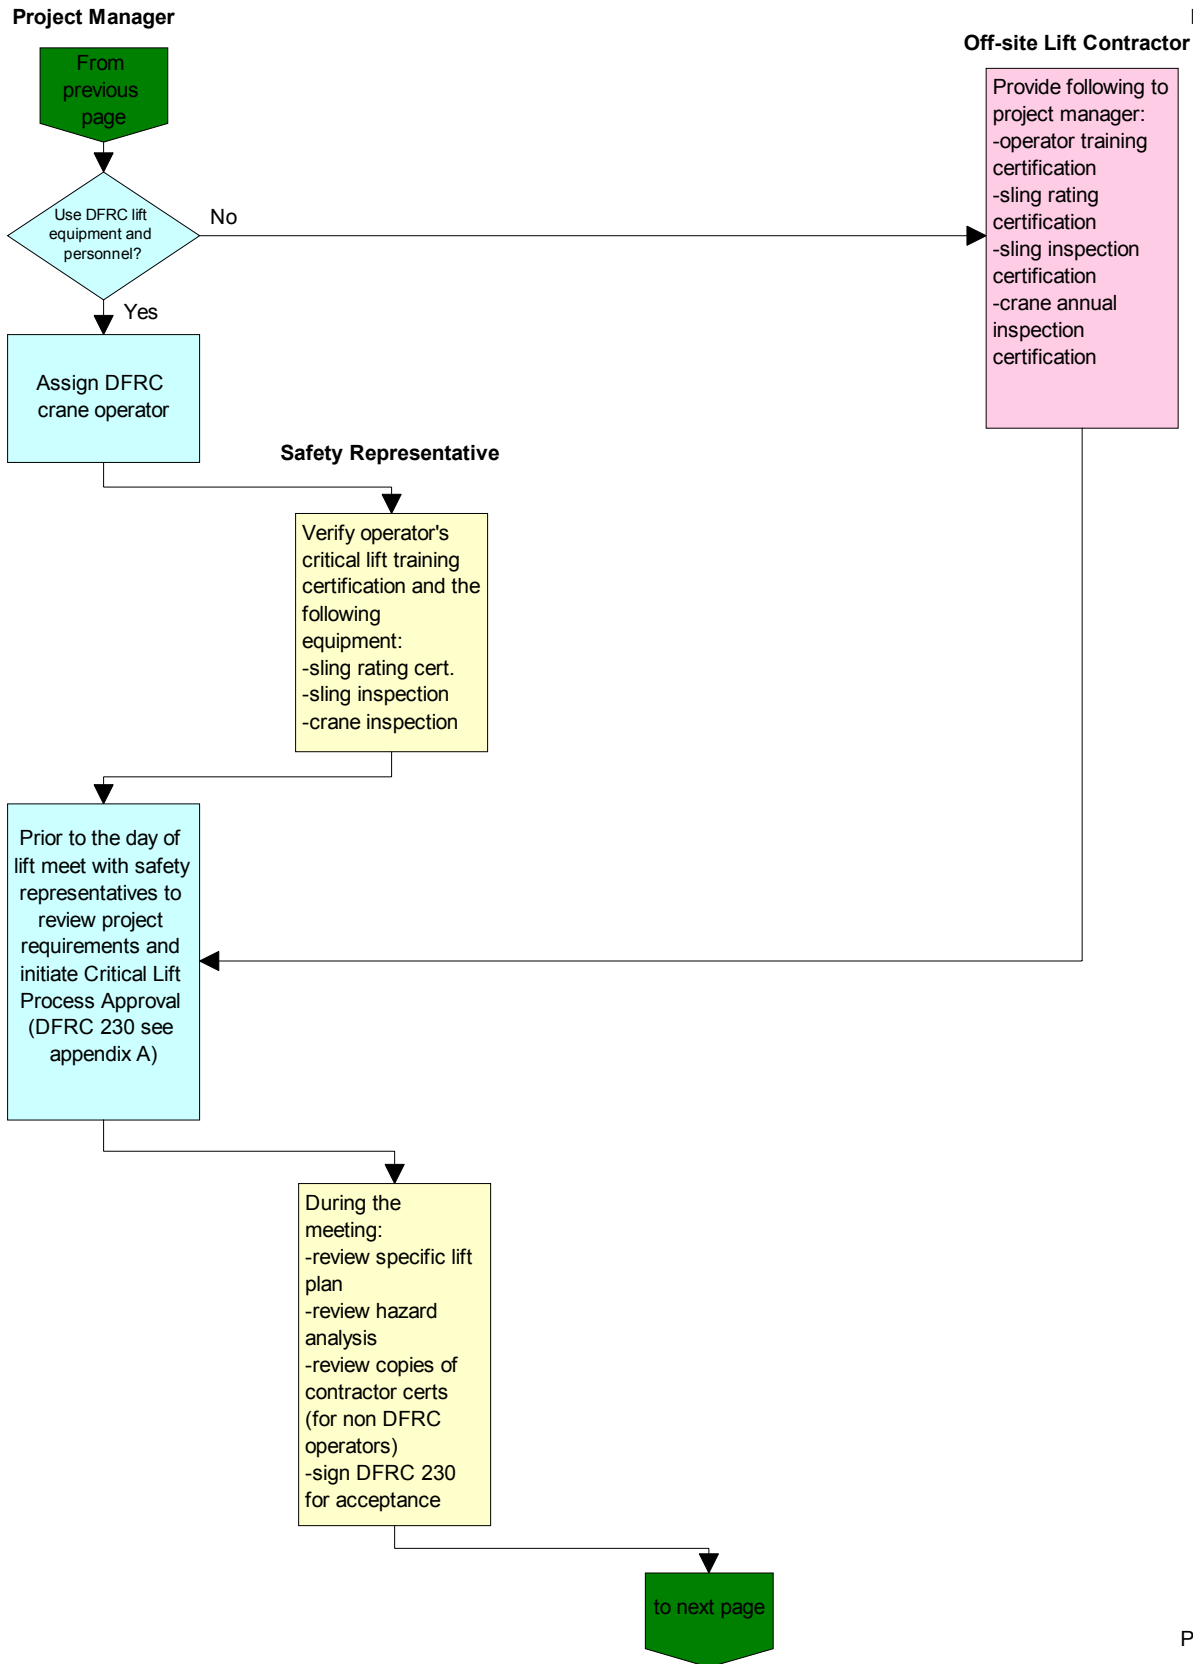 Project Manager
Off-site Lift Contractor
From
previous
page
Provide following to
project manager:
-operator training
certification
-sling rating
certification
-sling inspection
certification
-crane annual
inspection
certification
Use DFRC lift
equipment and
personnel?
No
Yes
Assign DFRC
crane operator
Safety Representative
Verify operator's
critical lift training
certification and the
following
equipment:
-sling rating cert.
-sling inspection
-crane inspection
Prior to the day of
lift meet with safety
representatives to
review project
requirements and
initiate Critical Lift
Process Approval
(DFRC 230 see
appendix A)
During the
meeting:
-review specific lift
plan
-review hazard
analysis
-review copies of
contractor certs
(for non DFRC
operators)
-sign DFRC 230
for acceptance
to next page